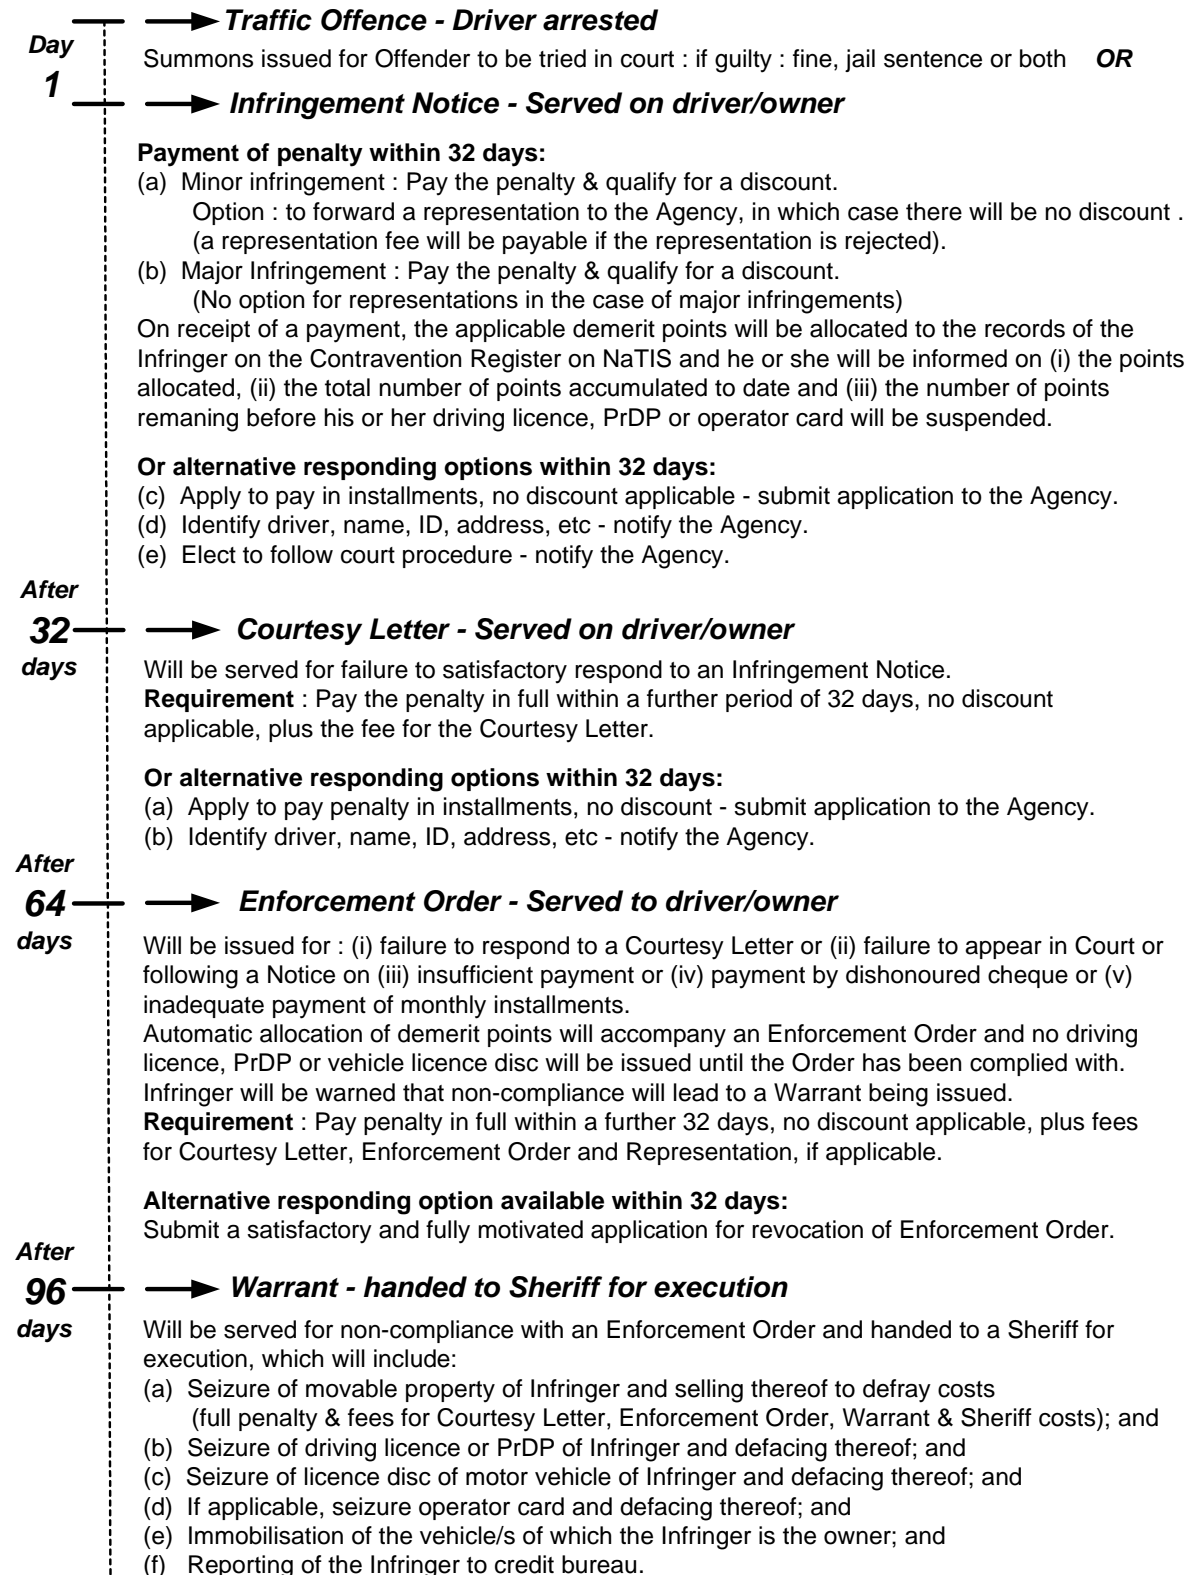 Traffic Offence - Driver arrested
Day
1
Summons issued for Offender to be tried in court : if guilty : fine, jail sentence or both OR
Infringement Notice - Served on driver/owner
Payment of penalty within 32 days:
(a) Minor infringement : Pay the penalty & qualify for a discount.
Option : to forward a representation to the Agency, in which case there will be no discount .
(a representation fee will be payable if the representation is rejected).
(b) Major Infringement : Pay the penalty & qualify for a discount.
(No option for representations in the case of major infringements)
On receipt of a payment, the applicable demerit points will be allocated to the records of the
Infringer on the Contravention Register on NaTIS and he or she will be informed on (i) the points
allocated, (ii) the total number of points accumulated to date and (iii) the number of points
remaning before his or her driving licence, PrDP or operator card will be suspended.
Or alternative responding options within 32 days:
(c) Apply to pay in installments, no discount applicable - submit application to the Agency.
(d) Identify driver, name, ID, address, etc - notify the Agency.
(e) Elect to follow court procedure - notify the Agency.
After
32
days
Courtesy Letter - Served on driver/owner
Will be served for failure to satisfactory respond to an Infringement Notice.
Requirement : Pay the penalty in full within a further period of 32 days, no discount
applicable, plus the fee for the Courtesy Letter.
Or alternative responding options within 32 days:
(a) Apply to pay penalty in installments, no discount - submit application to the Agency.
(b) Identify driver, name, ID, address, etc - notify the Agency.
After
64
days
Enforcement Order - Served to driver/owner
Will be issued for : (i) failure to respond to a Courtesy Letter or (ii) failure to appear in Court or
following a Notice on (iii) insufficient payment or (iv) payment by dishonoured cheque or (v)
inadequate payment of monthly installments.
Automatic allocation of demerit points will accompany an Enforcement Order and no driving
licence, PrDP or vehicle licence disc will be issued until the Order has been complied with.
Infringer will be warned that non-compliance will lead to a Warrant being issued.
Requirement : Pay penalty in full within a further 32 days, no discount applicable, plus fees
for Courtesy Letter, Enforcement Order and Representation, if applicable.
Alternative responding option available within 32 days:
Submit a satisfactory and fully motivated application for revocation of Enforcement Order.
After
96
days
Warrant - handed to Sheriff for execution
Will be served for non-compliance with an Enforcement Order and handed to a Sheriff for
execution, which will include:
(a) Seizure of movable property of Infringer and selling thereof to defray costs
(full penalty & fees for Courtesy Letter, Enforcement Order, Warrant & Sheriff costs); and
(b) Seizure of driving licence or PrDP of Infringer and defacing thereof; and
(c) Seizure of licence disc of motor vehicle of Infringer and defacing thereof; and
(d) If applicable, seizure operator card and defacing thereof; and
(e) Immobilisation of the vehicle/s of which the Infringer is the owner; and
(f) Reporting of the Infringer to credit bureau.